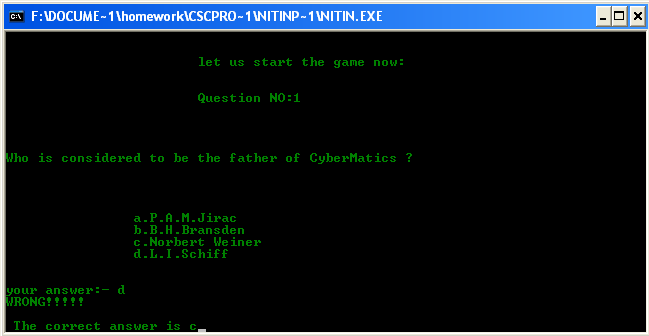 F:\DOCUME~1\homework\CSCPRO~1\NITINP~1\NITIN.EXE
let us start the game now:
Question NO:1
Who is considered to be the father of CyberMatics ?
a.P.A.M.Jirac
b.B.H.Bransden
c.Norbert Weiner
d.L.I.Schiff
your answer:- d
WRONG!!!!!
The correct answer is c